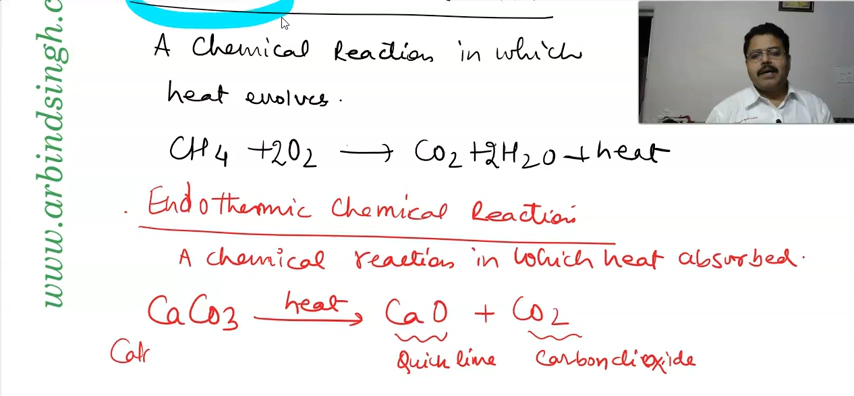 A Chemical Reaction in which
heat evolves.
CH4 + 2O2 → CO2 + 2H2O + heat
. Endothermic Chemical Reaction
A chemical reaction in which heat absorbed.
CaCO3 heat → CaO + CO2
Quick lime Carbondioxide
www.arbindsingh.c